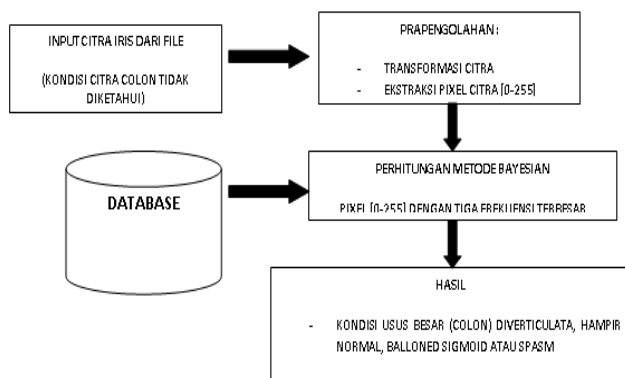 INPUT CITRA IRIS DARI FILE
(KONDISI CITRA COLON TIDAK
DIKETAHUI)
PRAPENGOLAHAN :
- TRANSFORMASI CITRA
- EKSTRAKSI PIXEL CITRA [0-255]
DATABASE
PERHITUNGAN METODE BAYESIAN
PIXEL [0-255] DENGAN TIGA FREKUENSI TERBESAR
HASIL
- KONDISI USUS BESAR (COLON) DIVERTICULATA, HAMPIR
NORMAL, BALLONED SIGMOID ATAU SPASM